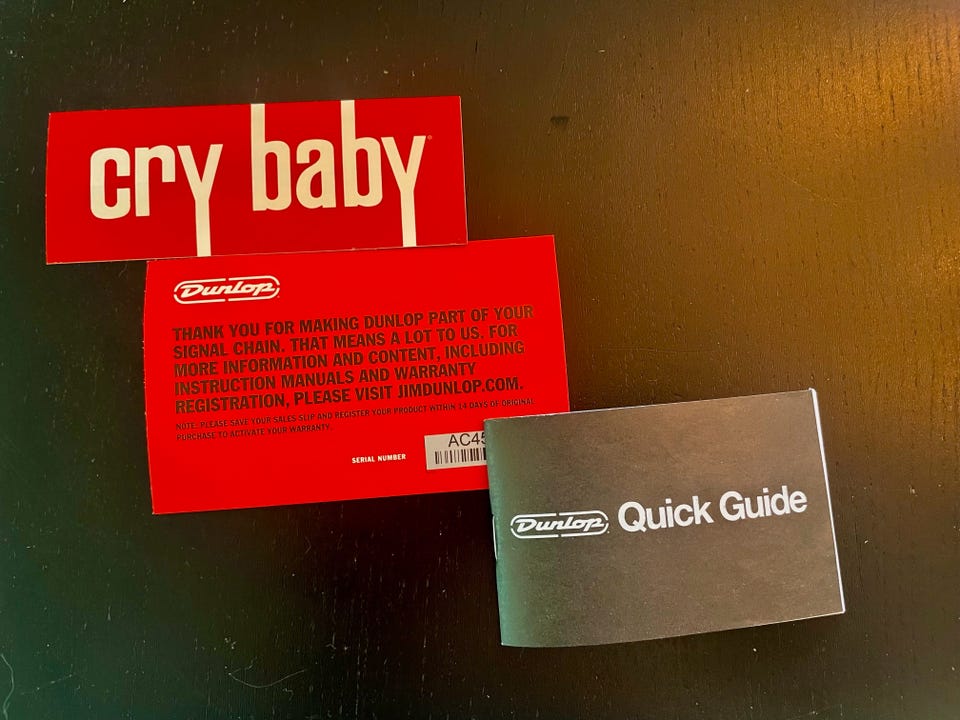 cry baby®
Dunlop
THANK YOU FOR MAKING DUNLOP PART OF YOUR
SIGNAL CHAIN. THAT MEANS A LOT TO US. FOR
MORE INFORMATION AND CONTENT, INCLUDING
INSTRUCTION MANUALS AND WARRANTY
REGISTRATION, PLEASE VISIT JIMDUNLOP.COM.
NOTE: PLEASE SAVE YOUR SALES SLIP AND REGISTER YOUR PRODUCT WITHIN 14 DAYS OF ORIGINAL
PURCHASE TO ACTIVATE YOUR WARRANTY.
SERIAL NUMBER
AC45
Dunlop Quick Guide